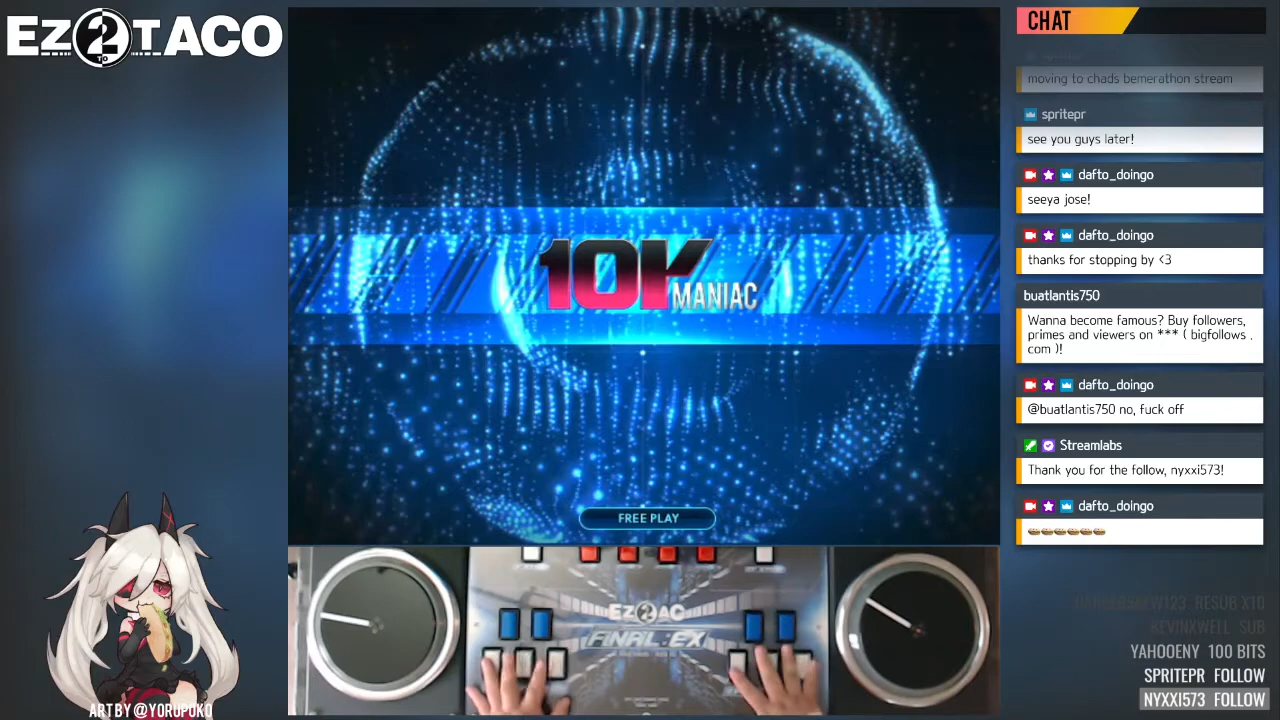 EZ2TACO
TO
10K
MANIAC
FREE PLAY
EZ2AC
FINAL:EX
ART BY @YORUPOKO
CHAT
moving to chads bemerathon stream
spritepr
see you guys later!
dafto_doingo
seeya jose!
dafto_doingo
thanks for stopping by <3
buatlantis750
Wanna become famous? Buy followers,
primes and viewers on *** ( bigfollows .
com )!
dafto_doingo
@buatlantis750 no, fuck off
Streamlabs
Thank you for the follow, nyxxi573!
dafto_doingo
RESUB X10
KEVINXWELL SUB
YAHOOENY 100 BITS
SPRITEPR FOLLOW
NYXXI573 FOLLOW